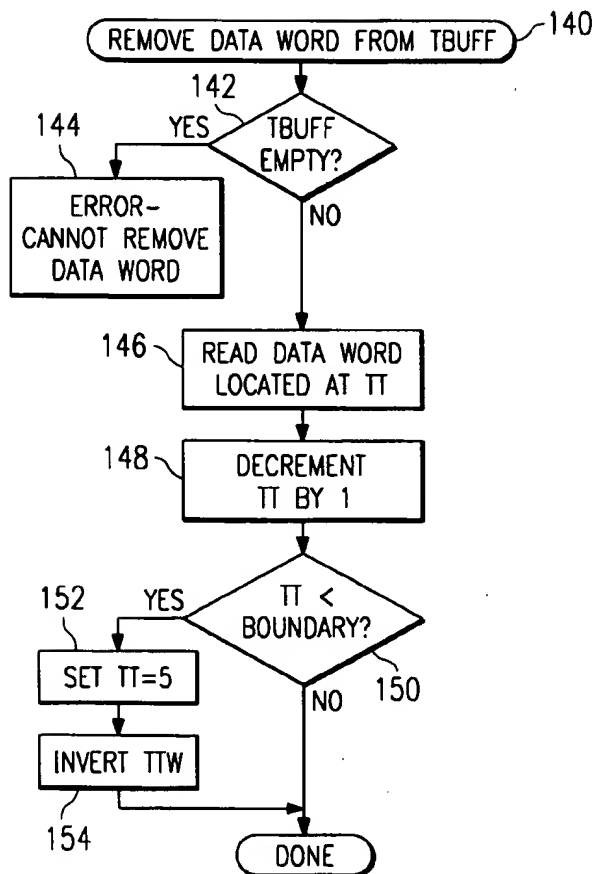 REMOVE DATA WORD FROM TBUFF
140
142
TBUFF
EMPTY?
YES
NO
144
ERROR-
CANNOT REMOVE
DATA WORD
146
READ DATA WORD
LOCATED AT TT
148
DECREMENT
TT BY 1
TT <
BOUNDARY?
150
YES
NO
152
SET TT=5
INVERT TTW
154
DONE